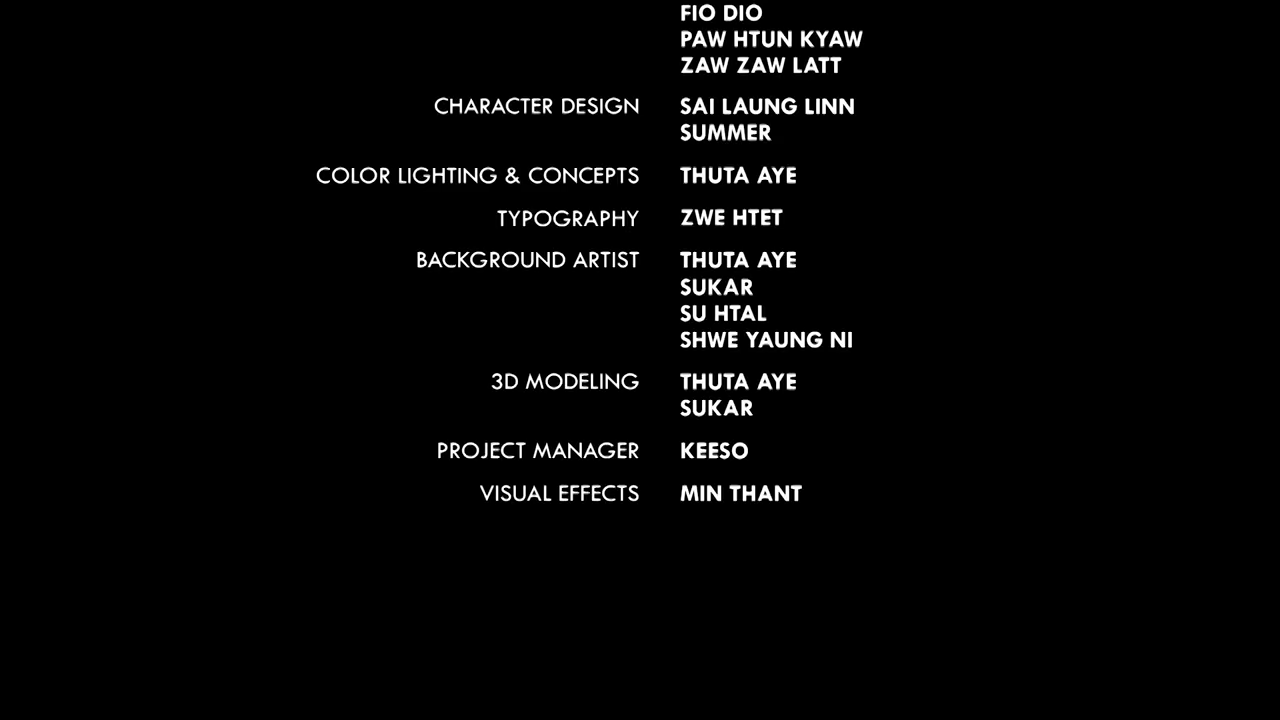 FIO DIO
PAW HTUN KYAW
ZAW ZAW LATT
CHARACTER DESIGN SAI LAUNG LINN
SUMMER
COLOR LIGHTING & CONCEPTS THUTA AYE
TYPOGRAPHY ZWE HTET
BACKGROUND ARTIST THUTA AYE
SUKAR
SU HTAL
SHWE YAUNG NI
3D MODELING THUTA AYE
SUKAR
PROJECT MANAGER KEESO
VISUAL EFFECTS MIN THANT